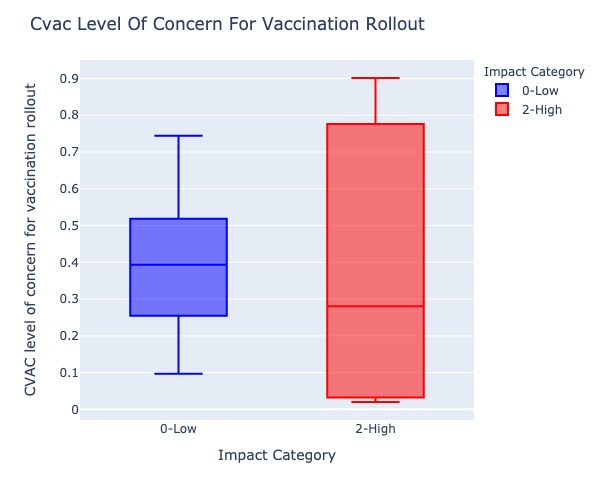 Cvac Level Of Concern For Vaccination Rollout
CVAC level of concern for vaccination rollout
0.9
0.8
0.7
0.6
0.5
0.4
0.3
0.2
0.1
0
0-Low
2-High
Impact Category
Impact Category
0-Low
2-High